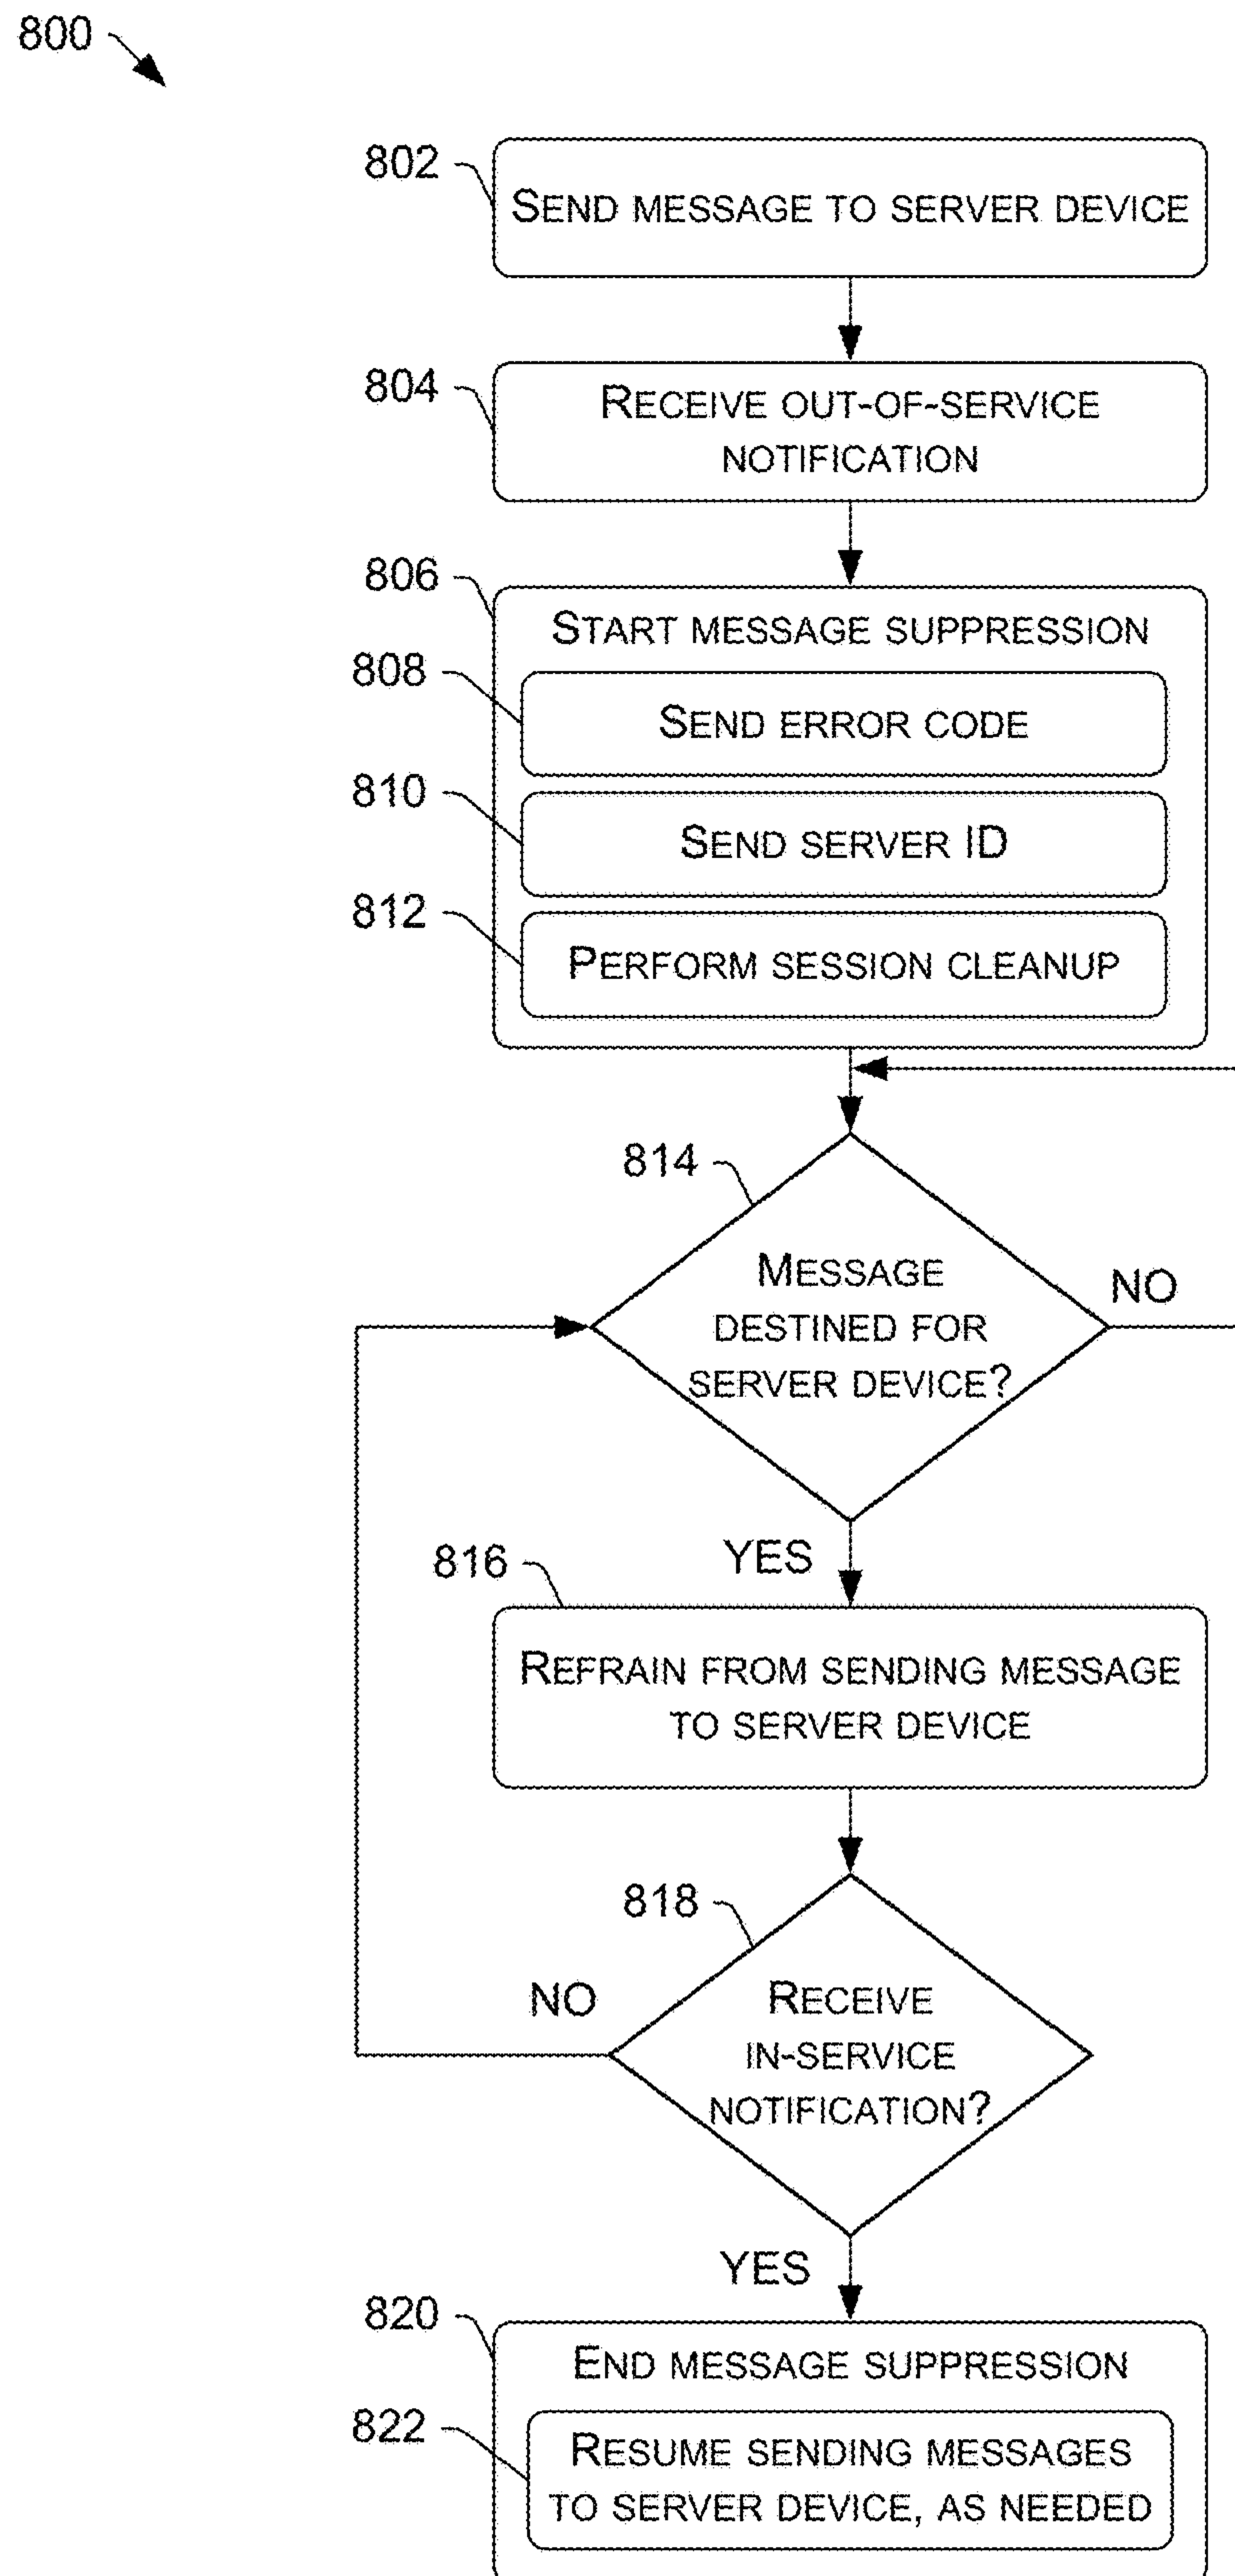 800
802
SEND MESSAGE TO SERVER DEVICE
804
RECEIVE OUT-OF-SERVICE
NOTIFICATION
806
START MESSAGE SUPPRESSION
808
SEND ERROR CODE
810
SEND SERVER ID
812
PERFORM SESSION CLEANUP
814
MESSAGE
DESTINED FOR
SERVER DEVICE?
NO
YES
816
REFRAIN FROM SENDING MESSAGE
TO SERVER DEVICE
818
RECEIVE
IN-SERVICE
NOTIFICATION?
NO
YES
820
END MESSAGE SUPPRESSION
822
RESUME SENDING MESSAGES
TO SERVER DEVICE, AS NEEDED